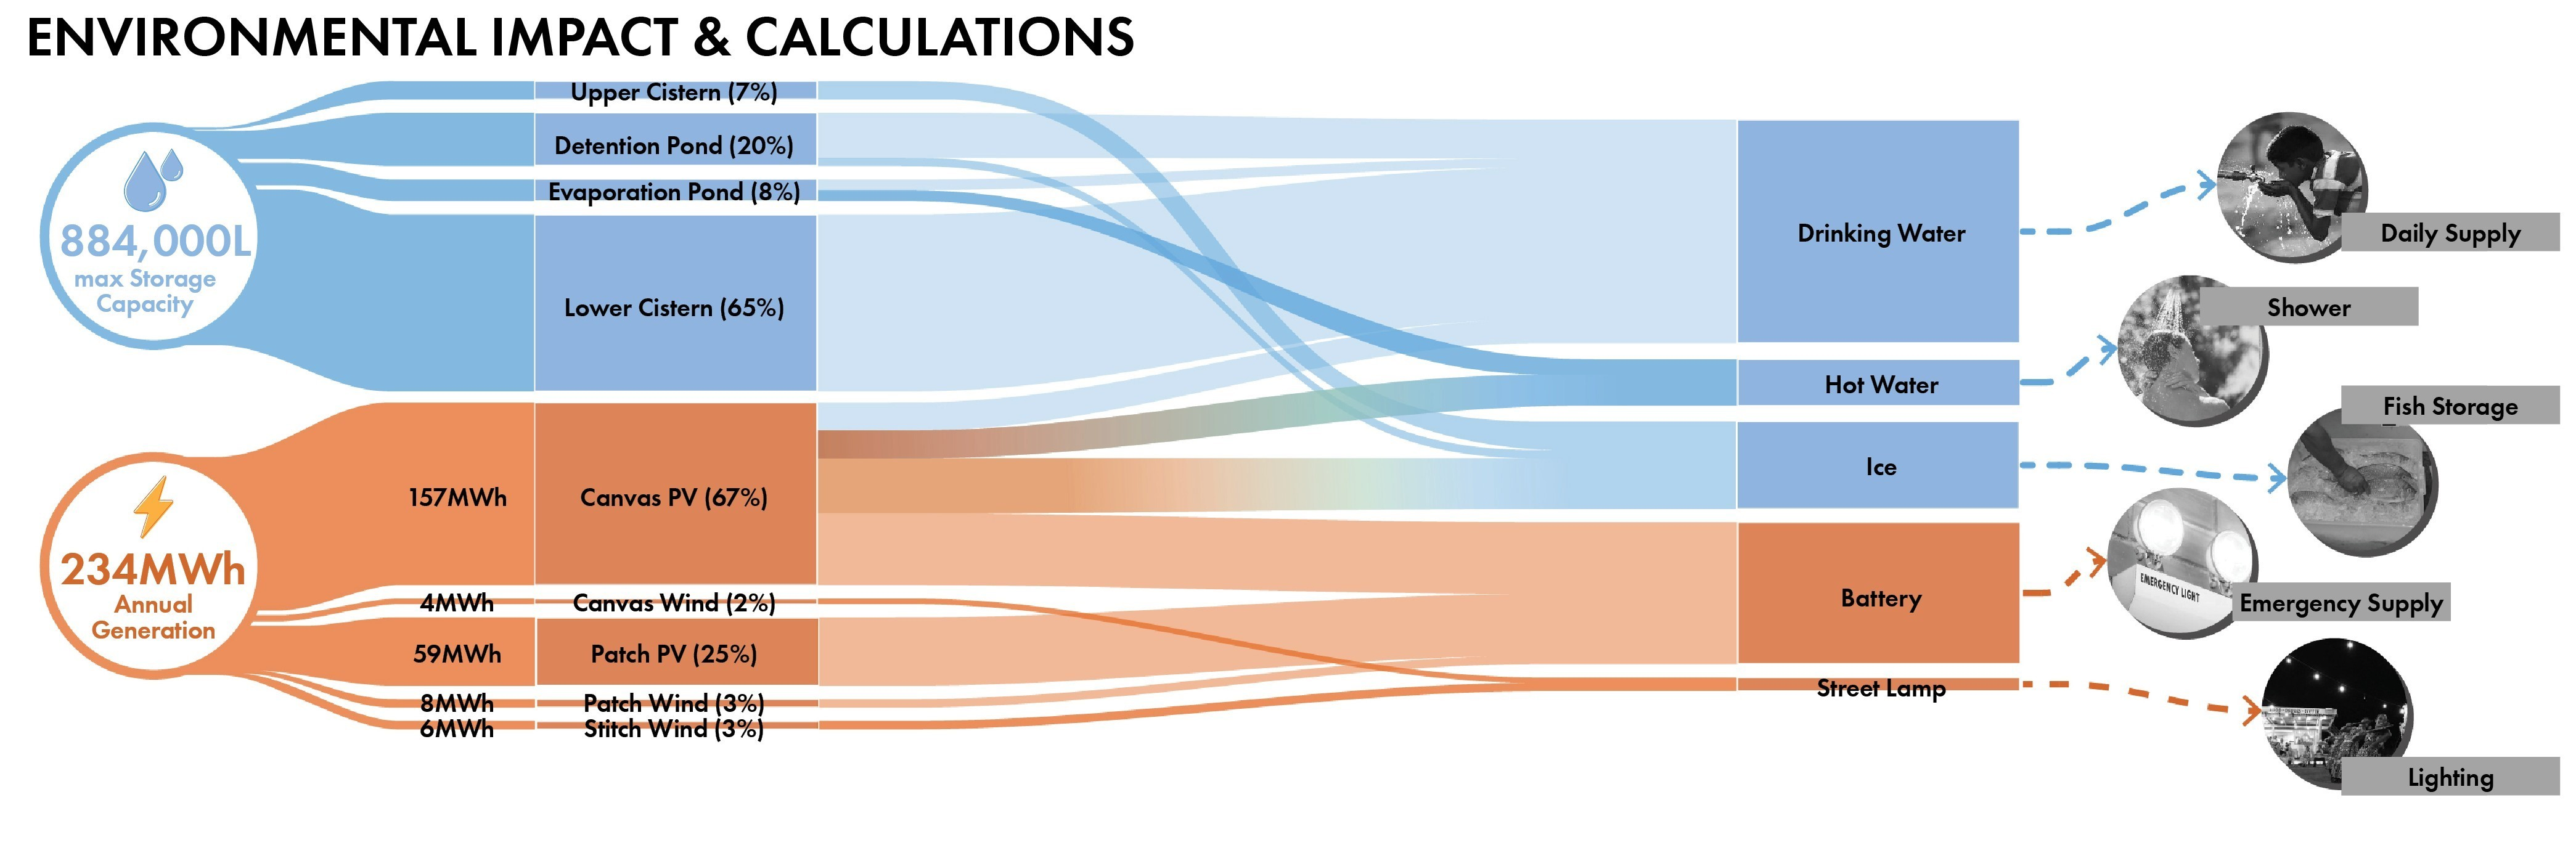 ENVIRONMENTAL IMPACT & CALCULATIONS
884,000L
max Storage
Capacity
Upper Cistern (7%)
Detention Pond (20%)
Evaporation Pond (8%)
Lower Cistern (65%)
234MWh
Annual
Generation
157MWh
Canvas PV (67%)
4MWh
Canvas Wind (2%)
59MWh
Patch PV (25%)
8MWh
Patch Wind (3%)
6MWh
Stitch Wind (3%)
Drinking Water
Hot Water
Ice
Battery
Street Lamp
Daily Supply
Shower
Fish Storage
EMERGENCY LIGHT
Emergency Supply
Lighting